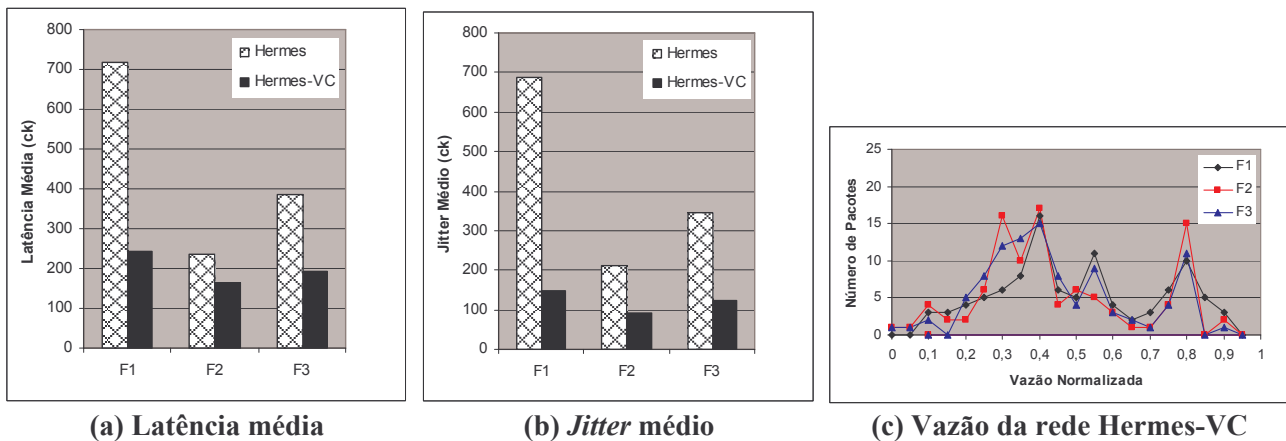 800
700
600
500
400
300
200
100
0
Latência Média (ck)
F1 F2 F3
Hermes
Hermes-VC
(a) Latência média
800
700
600
500
400
300
200
100
0
Jitter Médio (ck)
F1 F2 F3
Hermes
Hermes-VC
(b) Jitter médio
25
20
15
10
5
0
Número de Pacotes
0 0,1 0,2 0,3 0,4 0,5 0,6 0,7 0,8 0,9 1
Vazão Normalizada
F1
F2
F3
(c) Vazão da rede Hermes-VC